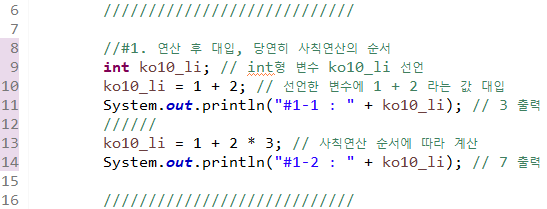 6 ////////////////////////////
7
8 //#1. 연산 후 대입, 당연히 사칙연산의 순서
9 int ko10_li; // int형 변수 ko10_li 선언
10 ko10_li = 1 + 2; // 선언한 변수에 1 + 2 라는 값 대입
11 System.out.println("#1-1 : " + ko10_li); // 3 출력
12 //////
13 ko10_li = 1 + 2 * 3; // 사칙연산 순서에 따라 계산
14 System.out.println("#1-2 : " + ko10_li); // 7 출력
15
16 ////////////////////////////